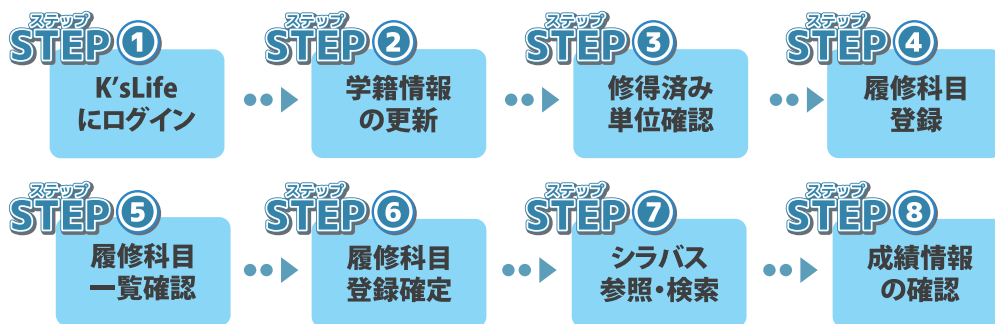 ステップ
STEP 1
K'sLife
にログイン
ステップ
STEP 2
学籍情報
の更新
ステップ
STEP 3
修得済み
単位確認
ステップ
STEP 4
履修科目
登録
ステップ
STEP 5
履修科目
一覧確認
ステップ
STEP 6
履修科目
登録確定
ステップ
STEP 7
シラバス
参照・検索
ステップ
STEP 8
成績情報
の確認